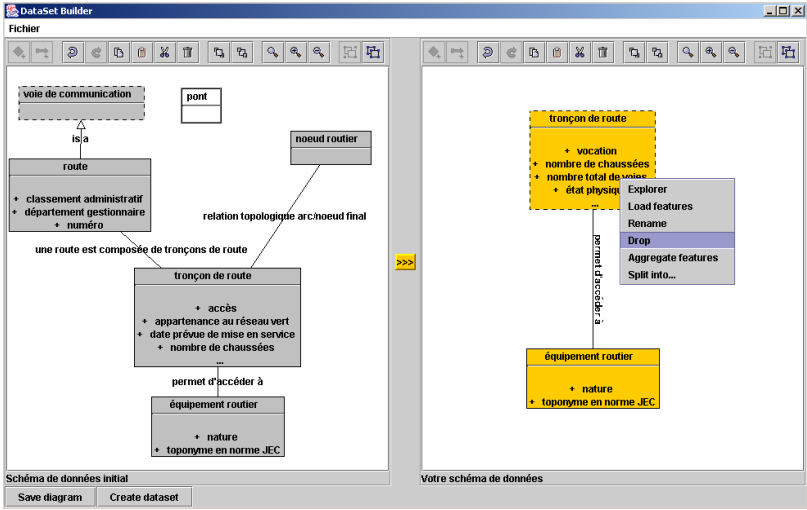 DataSet Builder
Fichier
voie de communication
pont
is a
noeud routier
route
+ classement administratif
+ département gestionnaire
+ numéro
relation topologique arc/noeud final
une route est composée de tronçons de route
tronçon de route
+ accès
+ appartenance au réseau vert
+ date prévue de mise en service
+ nombre de chaussées
...
permet d'accéder à
équipement routier
+ nature
+ toponyme en norme JEC
Schéma de données initial
>>>
tronçon de route
+ vocation
+ nombre de chaussées
+ nombre total de voies
+ état physiqu
...
Explorer
Load features
Rename
Drop
Aggregate features
Split into...
permet d'accéder à
équipement routier
+ nature
+ toponyme en norme JEC
Votre schéma de données
Save diagram
Create dataset